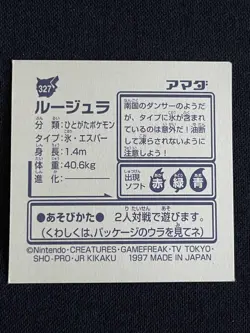 327
ルージュラ
アマダ
分類:ひとがたポケモン
タイプ:氷・エスパー
身長:1.4m
体重:40.6kg
進化:―
南国のダンサーのようだ
が、タイプに氷が含ま
れているのは意外だ!油断
して凍らされないように
注意しよう!
出現ソフト 赤 緑 青
●あそびかた● 2人対戦で遊びます。
(くわしくは、パッケージのウラを見てネ)
©Nintendo・CREATURES・GAMEFREAK・TV TOKYO・
SHO-PRO・JR KIKAKU 1997 MADE IN JAPAN